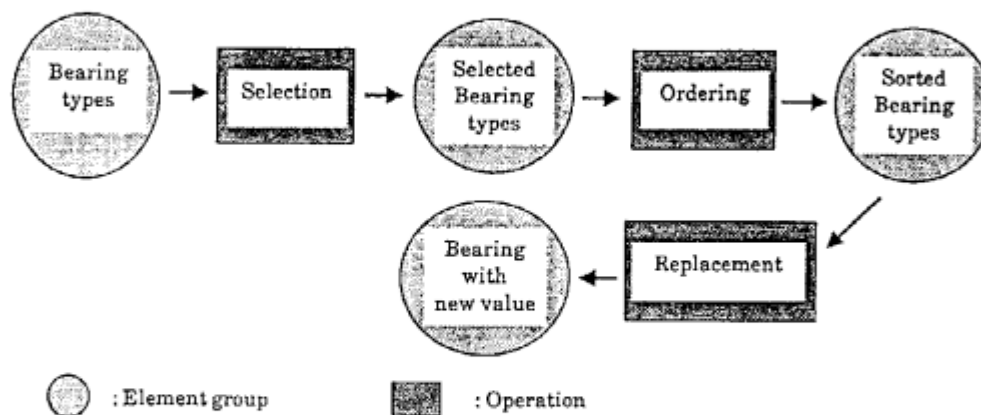 Bearing
types
Selection
Selected
Bearing
types
Ordering
Sorted
Bearing
types
Replacement
Bearing
with
new value
: Element group
: Operation